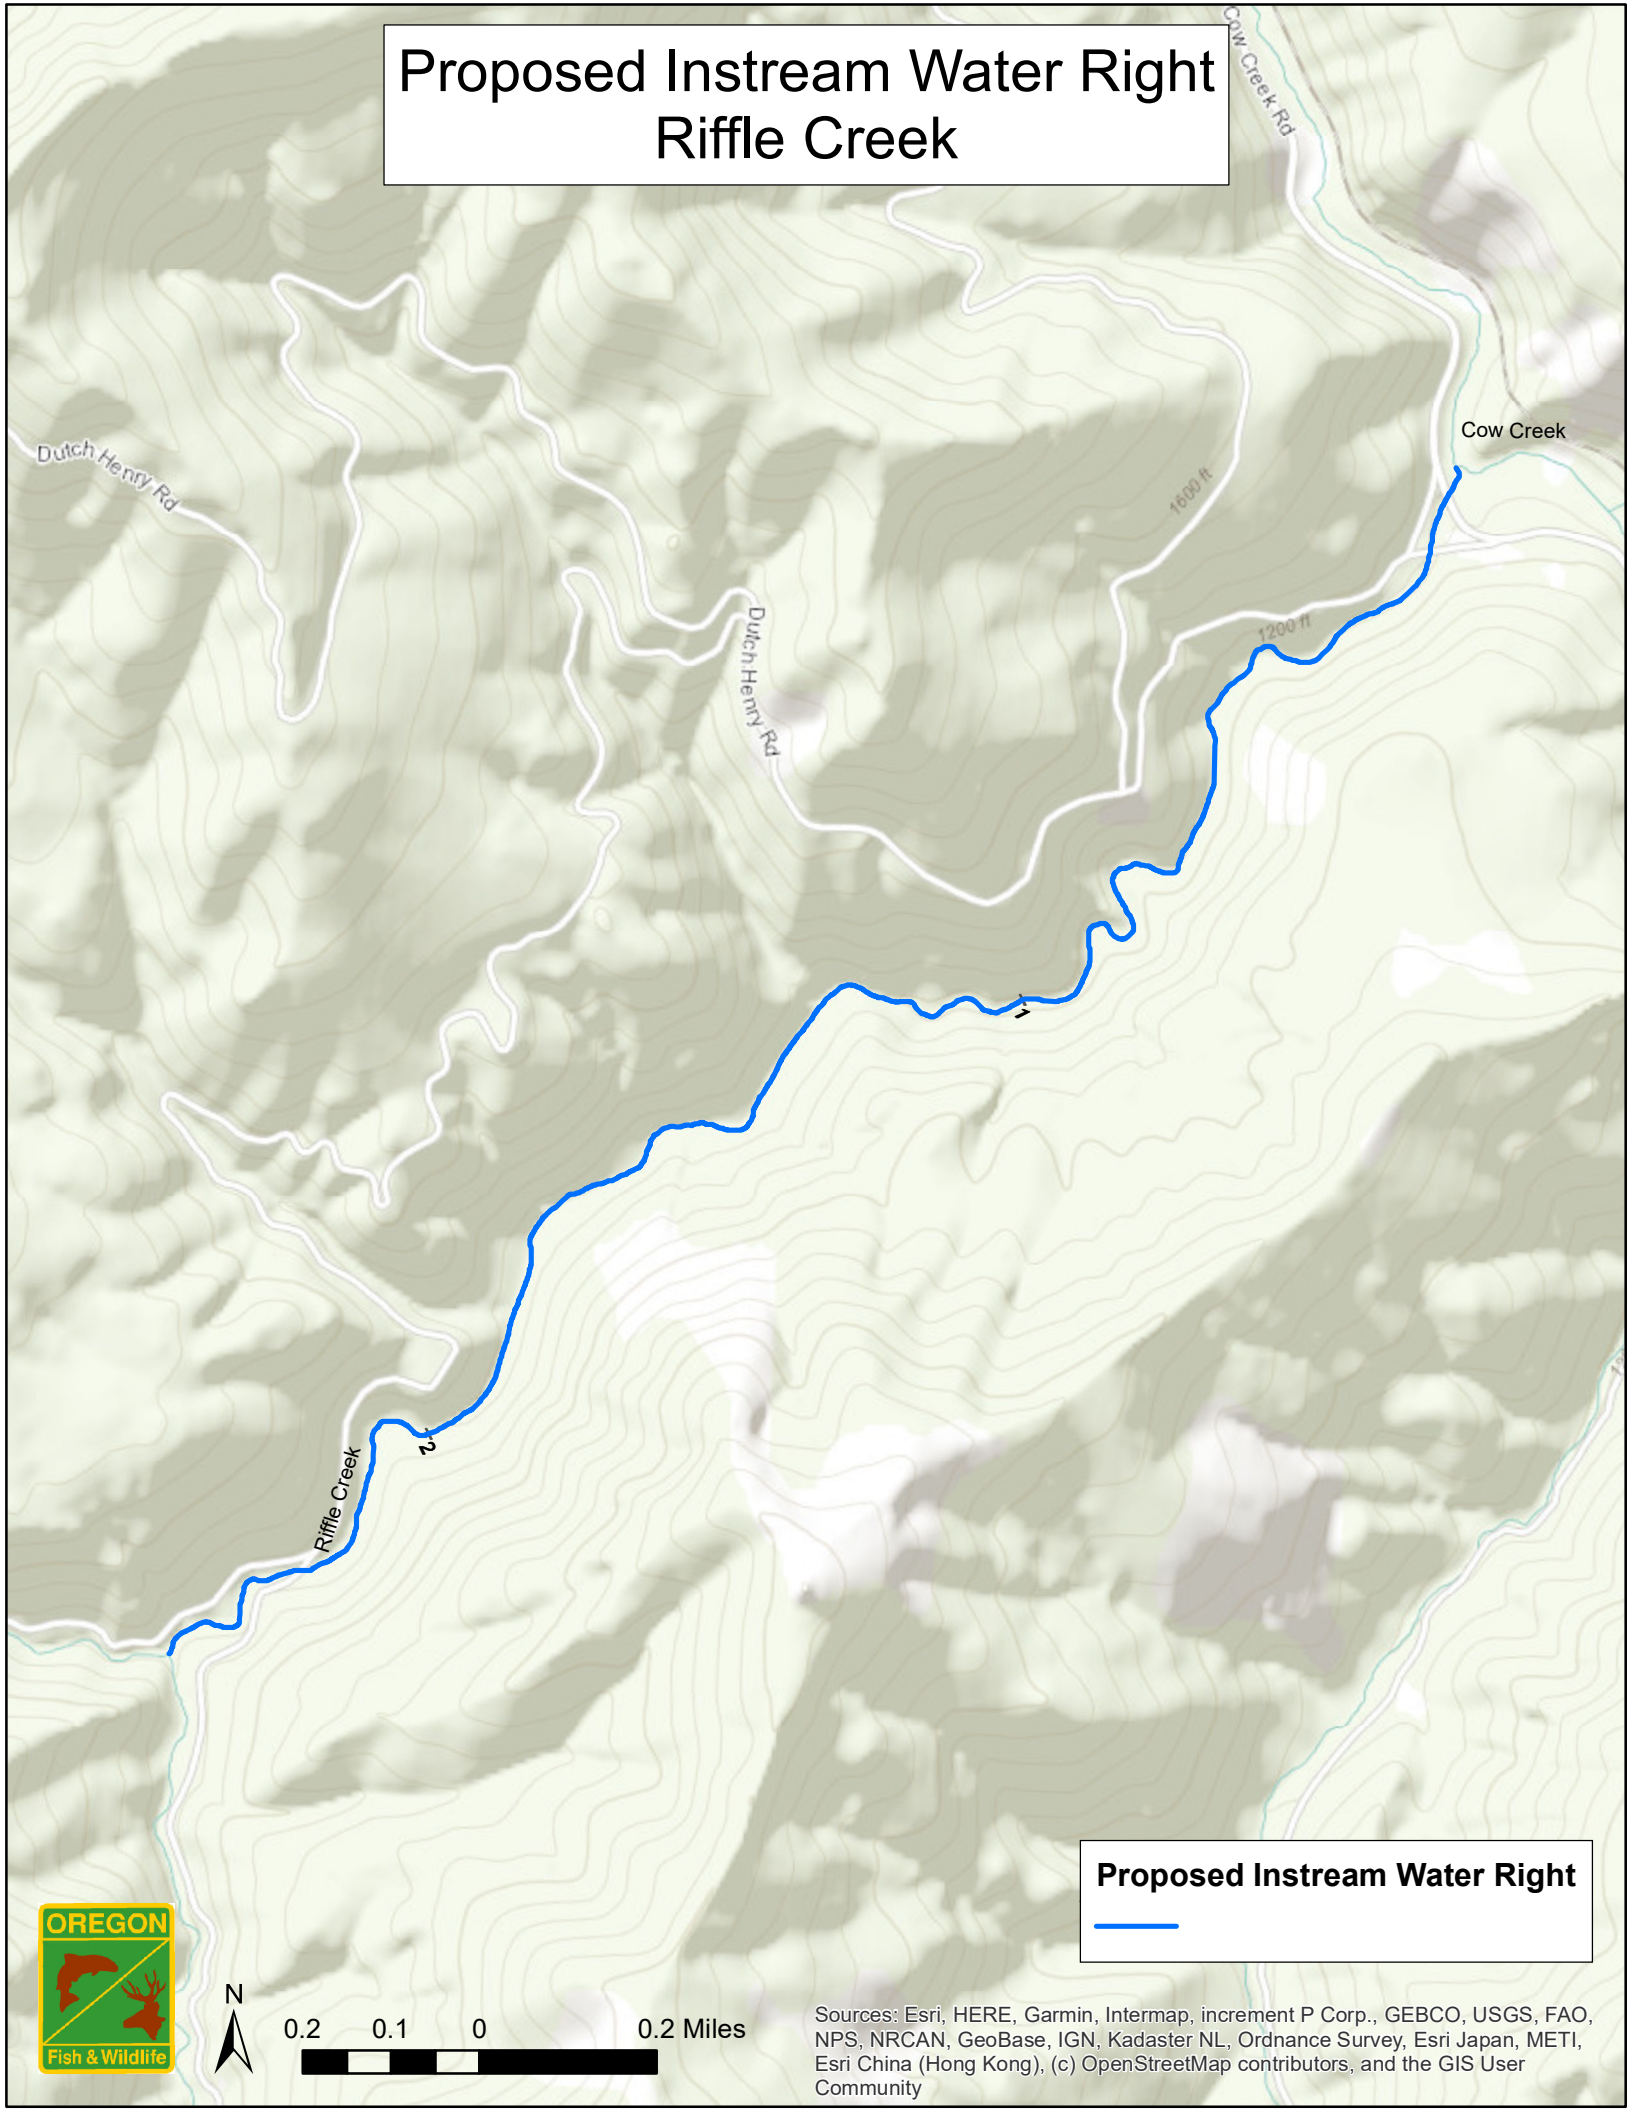 Proposed Instream Water Right
Riffle Creek
Cow Creek Rd
Cow Creek
Dutch Henry Rd
1600 ft
Dutch Henry Rd
1200 ft
1
2
Riffle Creek
Proposed Instream Water Right
OREGON
Fish & Wildlife
N
0.2 0.1 0 0.2 Miles
Sources: Esri, HERE, Garmin, Intermap, increment P Corp., GEBCO, USGS, FAO,
NPS, NRCAN, GeoBase, IGN, Kadaster NL, Ordnance Survey, Esri Japan, METI,
Esri China (Hong Kong), (c) OpenStreetMap contributors, and the GIS User
Community